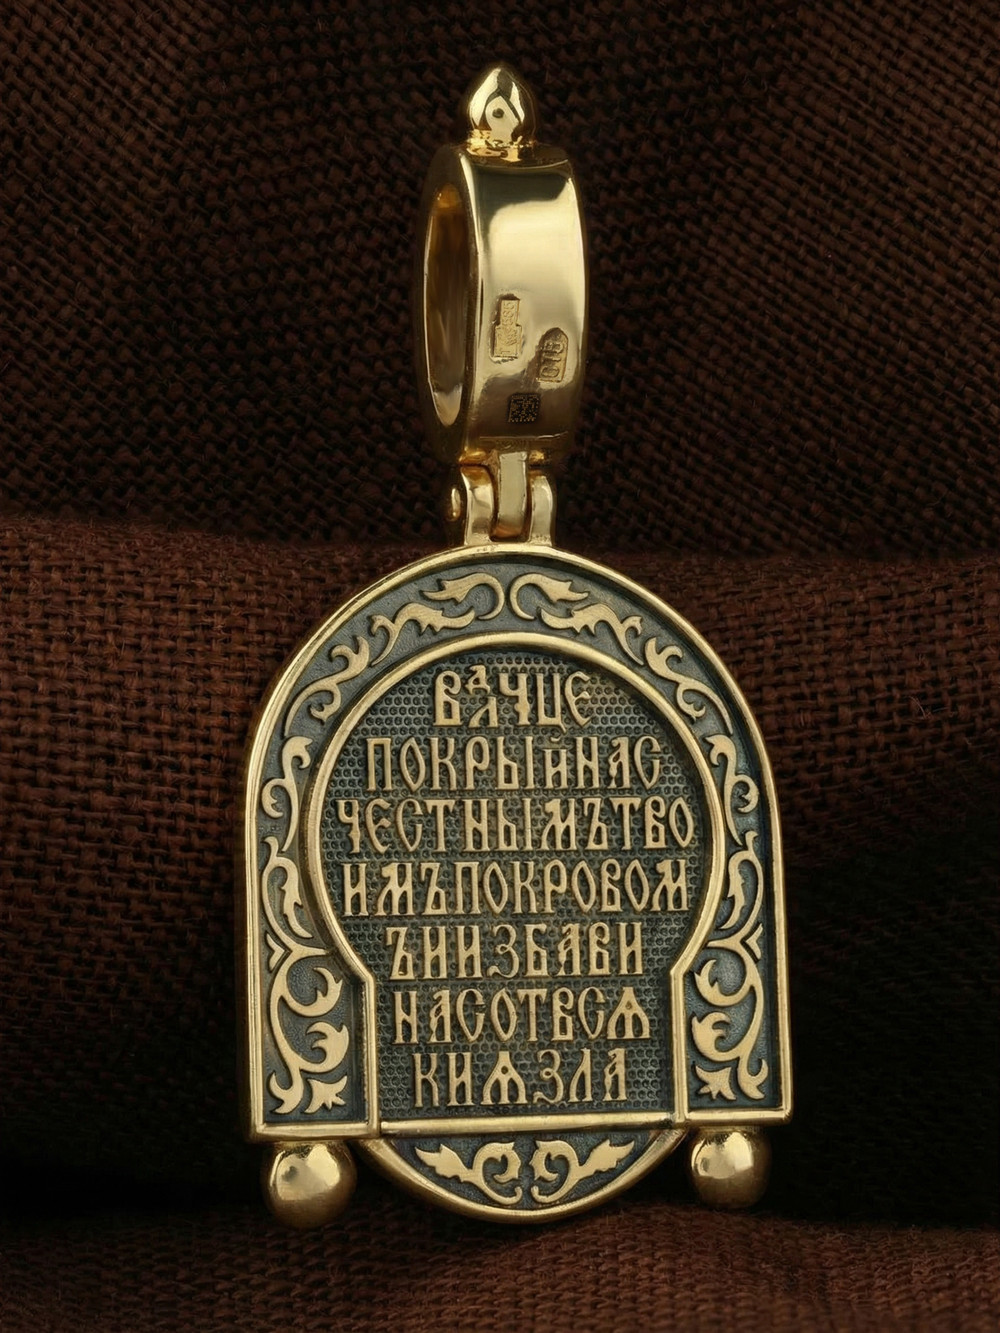 ВлⷣЧЦЕ
ПОКРЫЙНАС
ЧЕСТНЫМЪТВО
ИМЪПОКРОВОМ
ЪИИЗБАВИ
НАСОТВСѦ
КИѦЗЛА